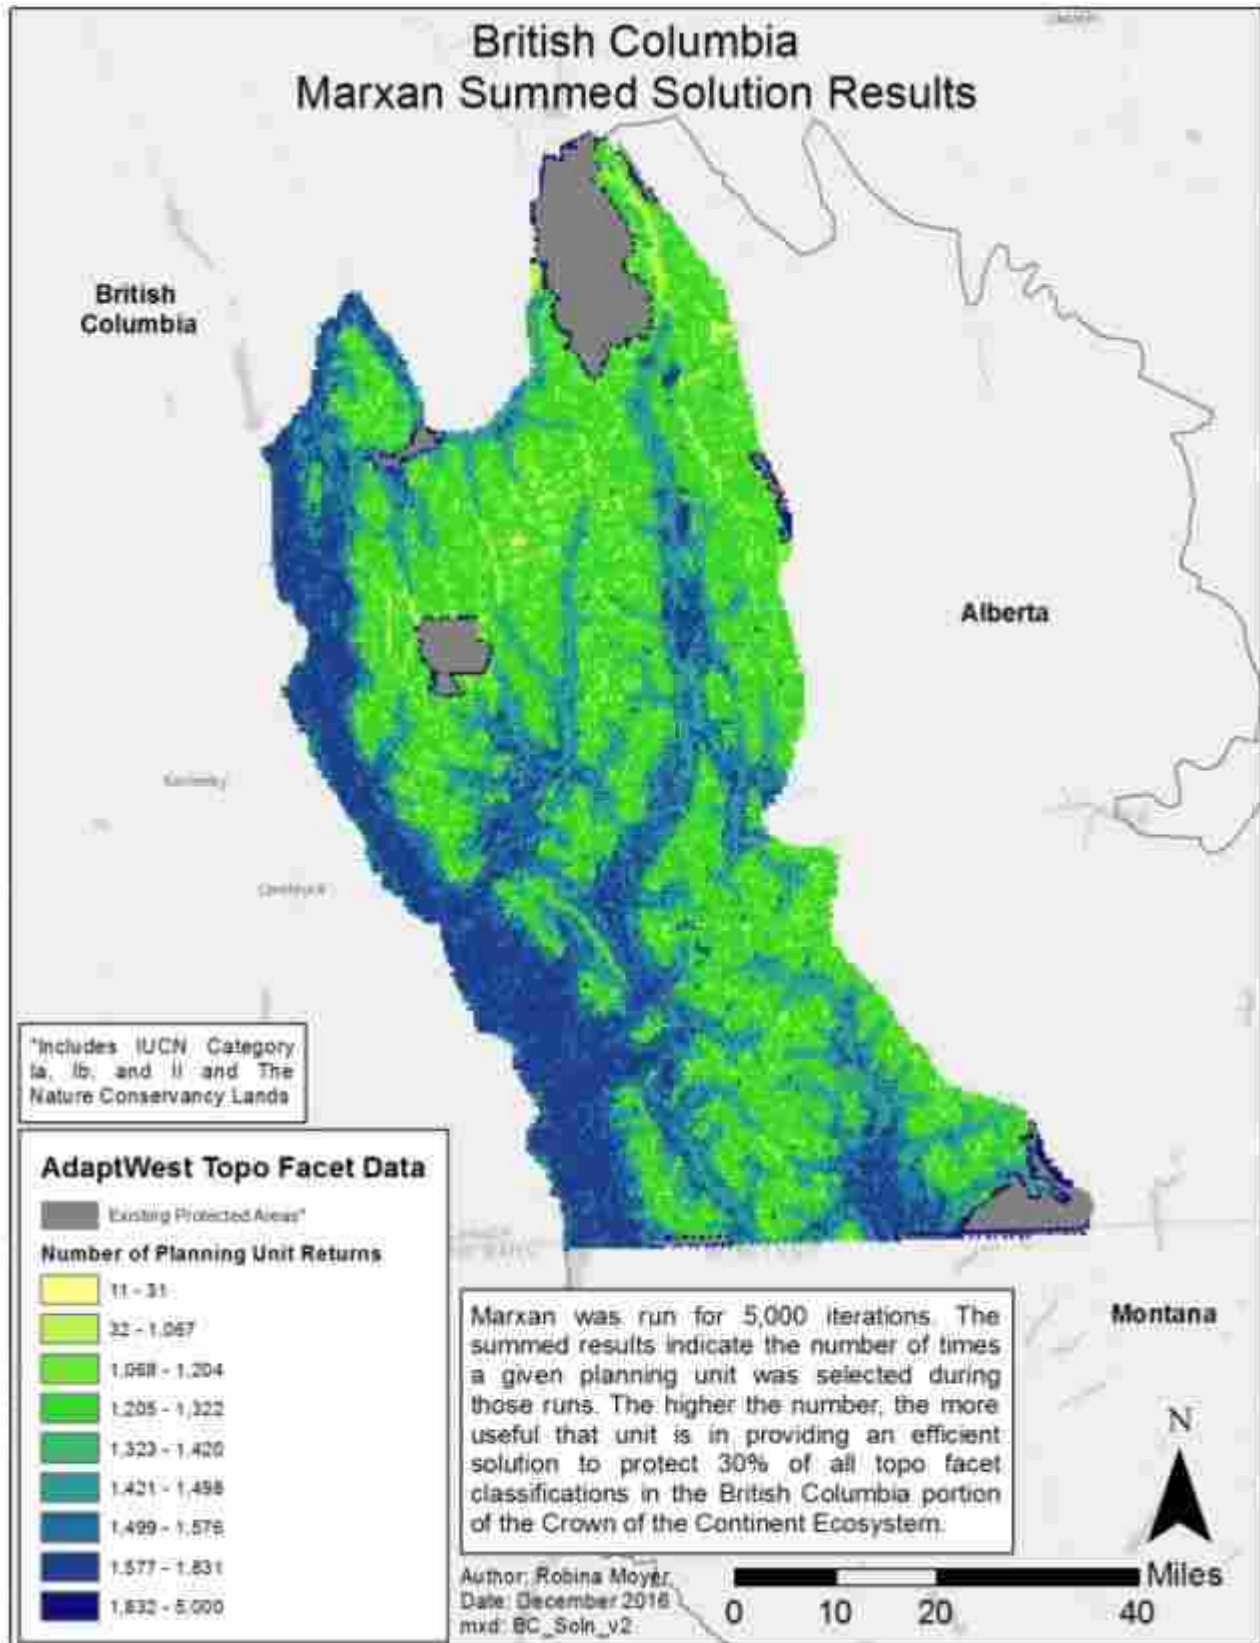 British Columbia
Marxan Summed Solution Results
British
Columbia
Alberta
Kimberley
*Includes IUCN Category
Ia, Ib, and II and The
Nature Conservancy Lands
AdaptWest Topo Facet Data
Existing Protected Areas*
Number of Planning Unit Returns
11 - 31
32 - 1,067
1,068 - 1,204
1,205 - 1,322
1,323 - 1,420
1,421 - 1,498
1,499 - 1,576
1,577 - 1,831
1,832 - 5,000
Marxan was run for 5,000 iterations. The
summed results indicate the number of times
a given planning unit was selected during
those runs. The higher the number, the more
useful that unit is in providing an efficient
solution to protect 30% of all topo facet
classifications in the British Columbia portion
of the Crown of the Continent Ecosystem.
Montana
N
Author: Robina Moyer
Date: December 2016
mxd: BC_Soln_v2
Miles
0 10 20 40